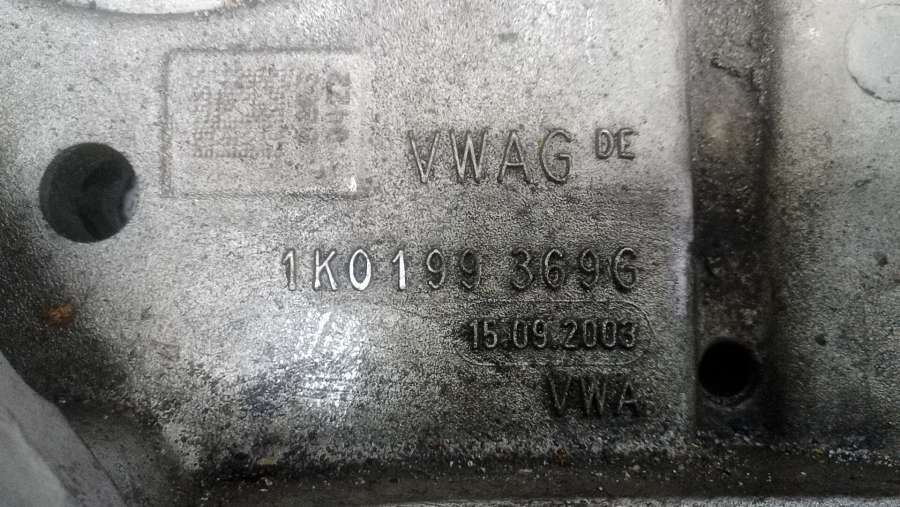 VWAG DE
1K0199 369G
15.09.2003
VWA